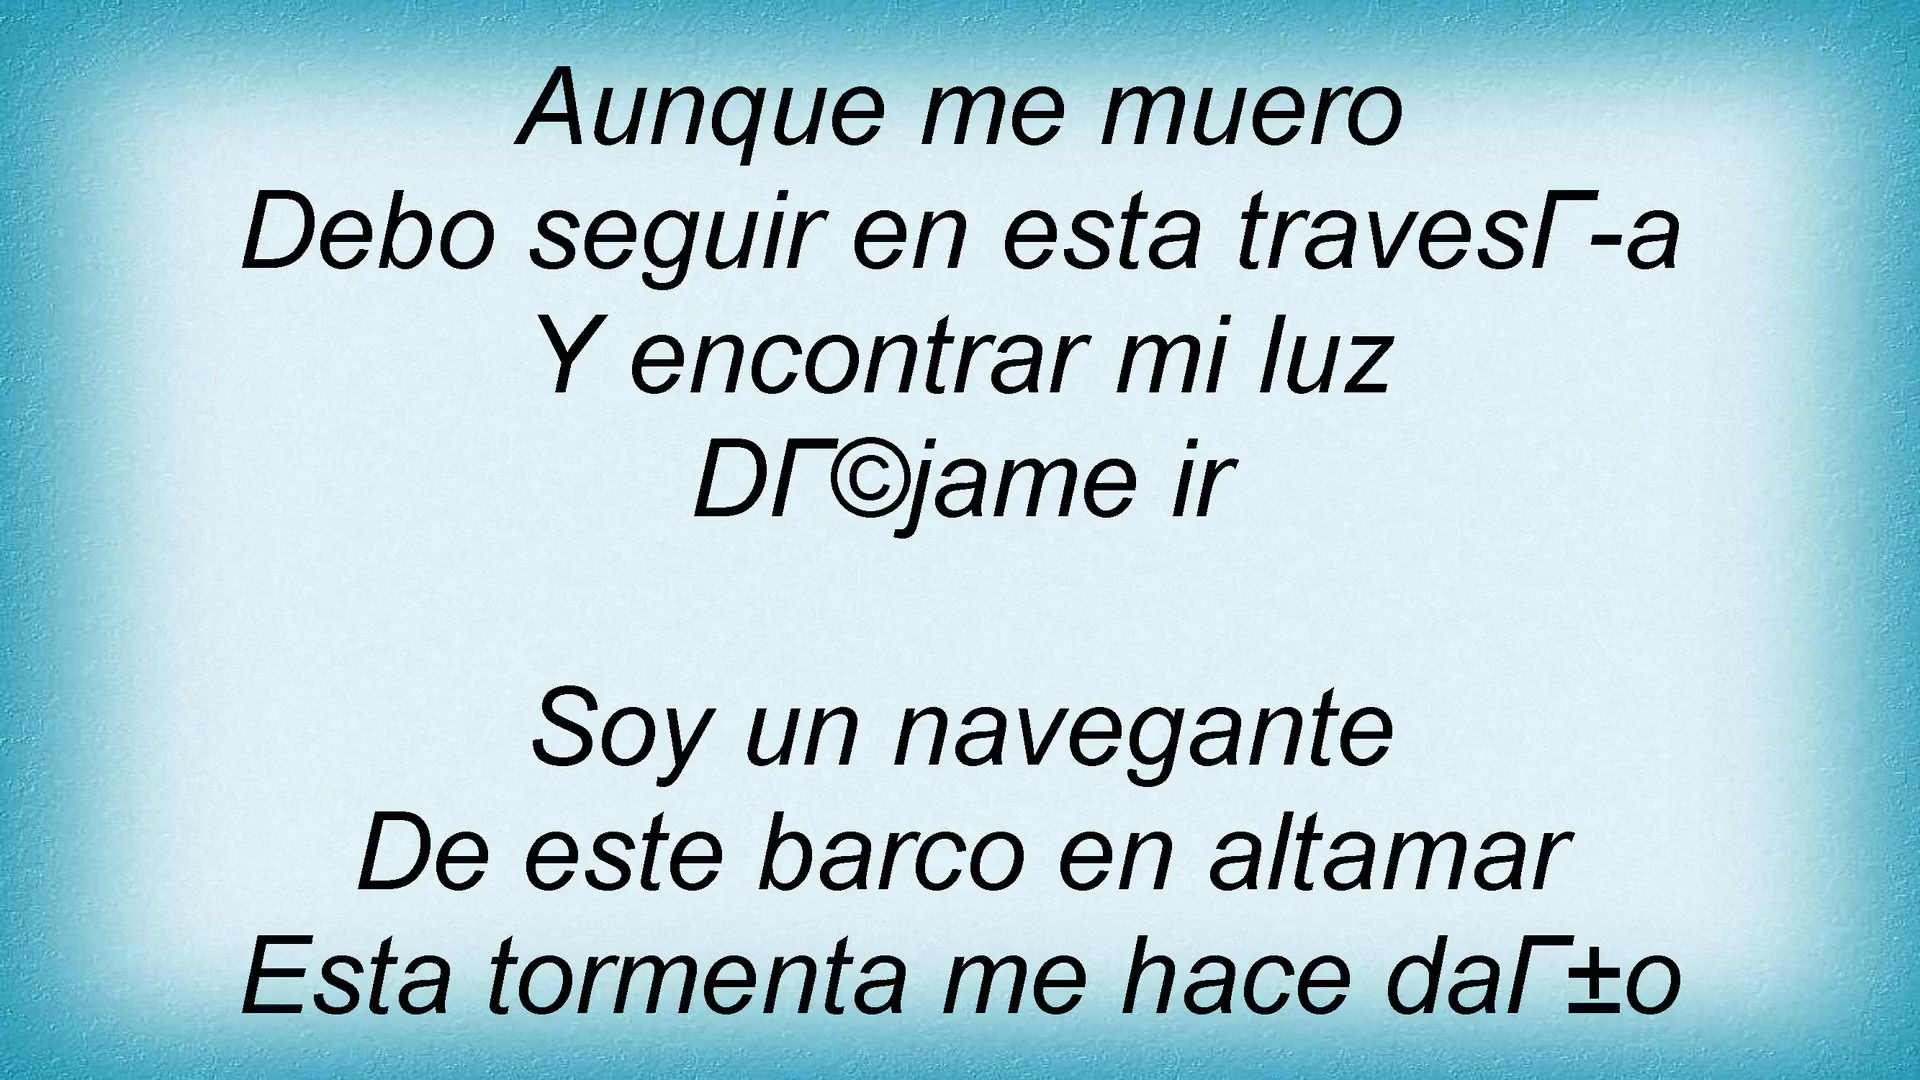 Aunque me muero
Debo seguir en esta travesГ-a
Y encontrar mi luz
DГ©jame ir
Soy un navegante
De este barco en altamar
Esta tormenta me hace daГ±o